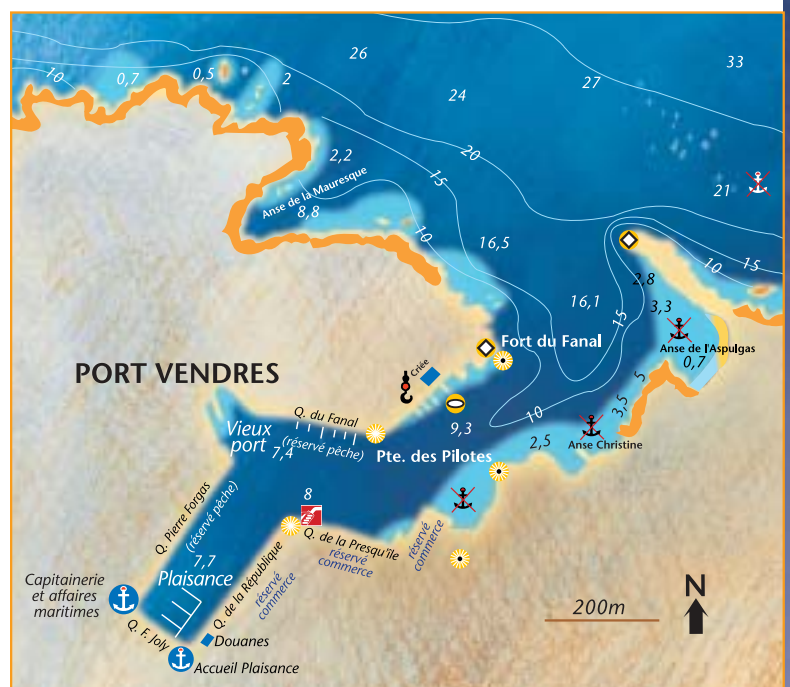 26
33
10
0,7
0,5
2
27
24
20
2,2
15
21
Anse de la Mauresque
8,8
10
16,5
10
15
2,8
16,1
3,3
15
Fort du Fanal
Anse de l'Aspulgas
0,7
Criée
PORT VENDRES
5
3,5
10
Q. du Fanal
9,3
Vieux
port
(réservé pêche)
7,4
2,5
Anse Christine
Pte. des Pilotes
Q. Pierre Forgas
(réservé pêche)
8
Q. de la Presqu'île
réservé
commerce
réservé
commerce
7,7
Plaisance
Q. de la République
réservé
commerce
Capitainerie
et affaires
maritimes
Q. F. Joly
Douanes
Accueil Plaisance
200m
N